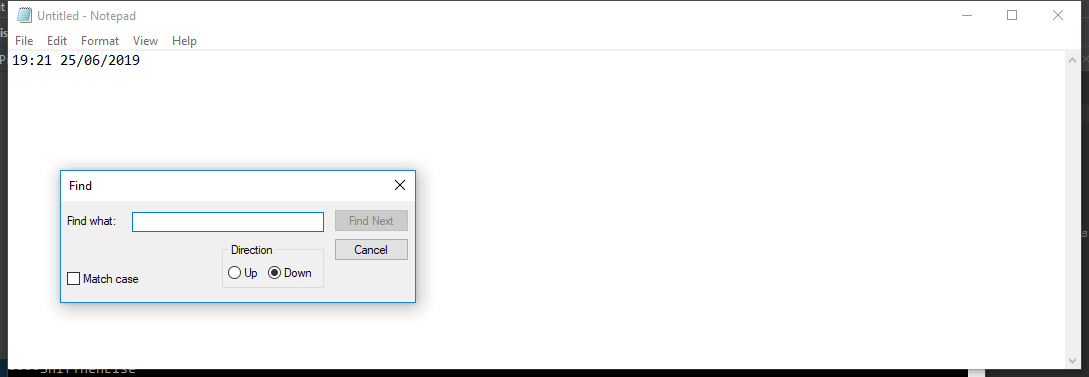 Untitled - Notepad
File Edit Format View Help
19:21 25/06/2019
Find
Find what:
Find Next
Direction
Cancel
Up Down
Match case